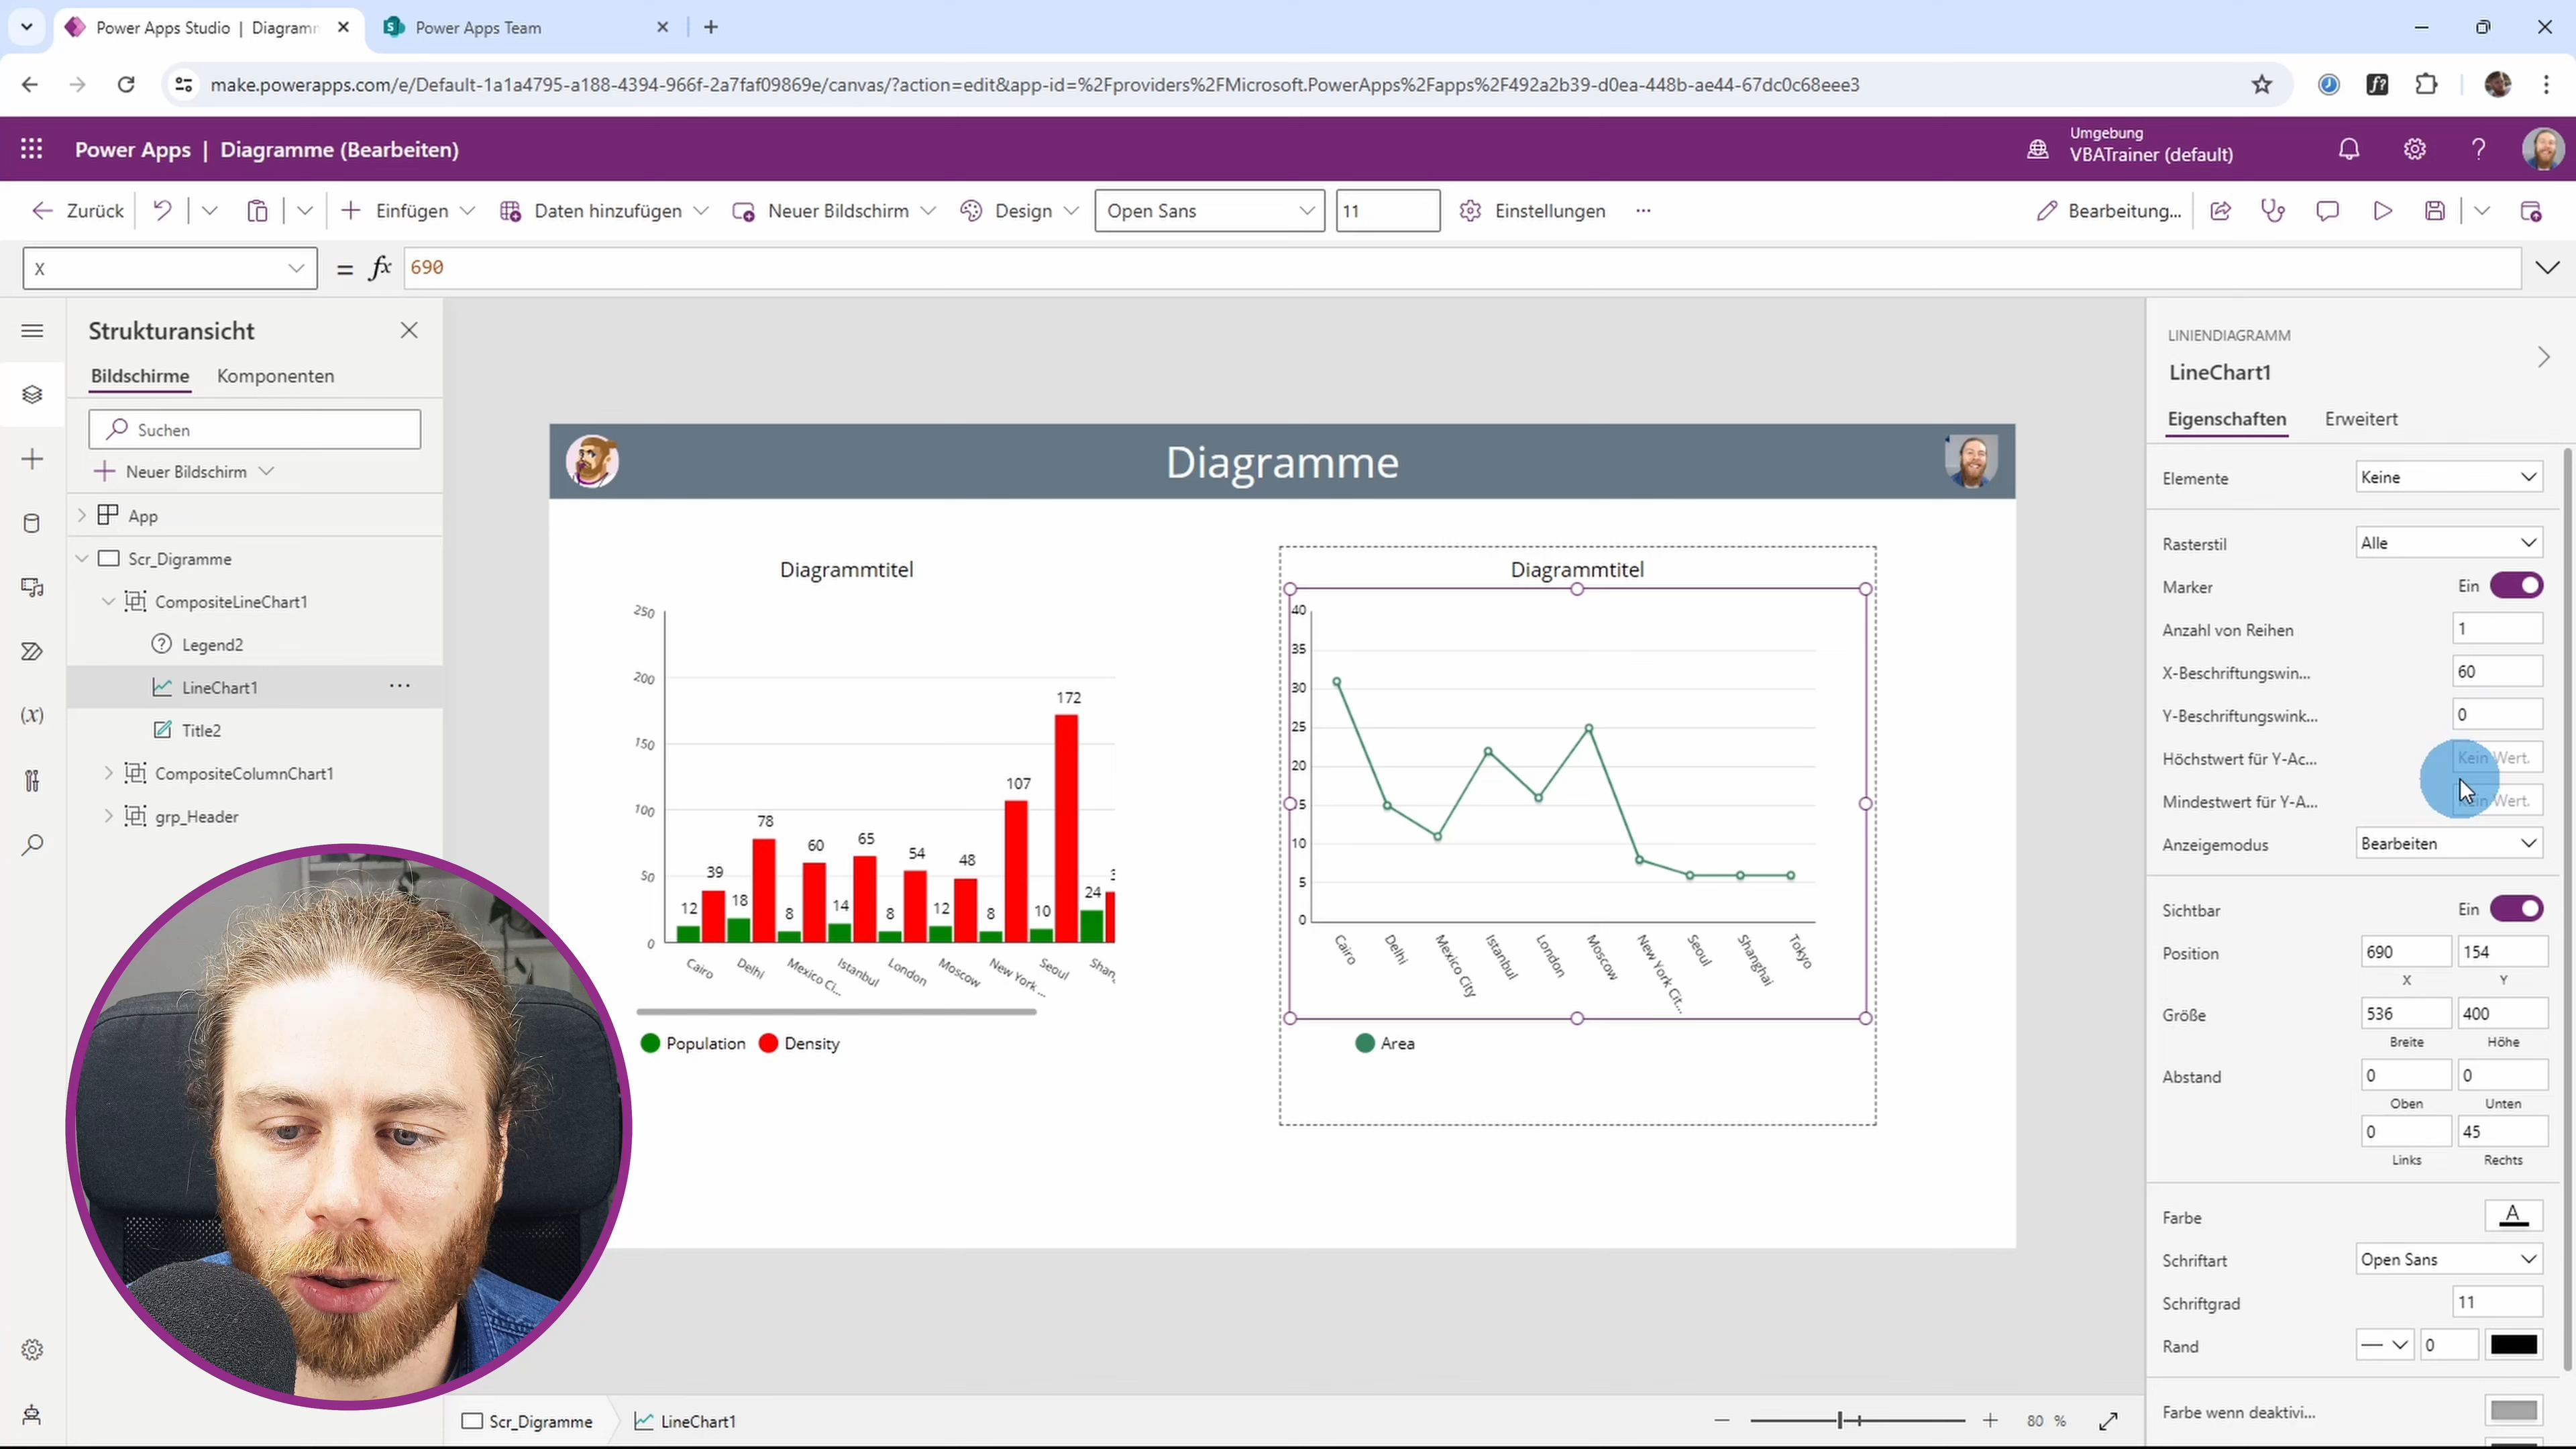 Power Apps Studio | Diagramm
Power Apps Team
make.powerapps.com/e/Default-1a1a4795-a188-4394-966f-2a7faf09869e/canvas/?action=edit&app-id=%2Fproviders%2FMicrosoft.PowerApps%2Fapps%2F492a2b39-d0ea-448b-ae44-67dc0c68eee3
Power Apps | Diagramme (Bearbeiten)
Umgebung
VBATrainer (default)
Zurück
Einfügen
Daten hinzufügen
Neuer Bildschirm
Design
Open Sans
11
Einstellungen
Bearbeitung...
X
= fx
690
Strukturansicht
Bildschirme
Komponenten
Suchen
Neuer Bildschirm
App
Scr_Digramme
CompositeLineChart1
Legend2
LineChart1
Title2
CompositeColumnChart1
grp_Header
Diagramme
Diagrammtitel
250
200
150
100
50
0
12
39
18
78
8
60
14
65
8
54
12
48
8
107
10
172
24
Cairo
Delhi
Mexico Ci...
Istanbul
London
Moscow
New York ...
Seoul
Shan
Population
Density
Diagrammtitel
40
35
30
25
20
5
10
5
0
Cairo
Delhi
Mexico City
Istanbul
London
Moscow
New York Cit...
Seoul
Shanghai
Tokyo
Area
LINIENDIAGRAMM
LineChart1
Eigenschaften
Erweitert
Elemente
Keine
Rasterstil
Alle
Marker
Ein
Anzahl von Reihen
1
X-Beschriftungswin...
60
Y-Beschriftungswink...
0
Höchstwert für Y-Ac...
Kein Wert.
Mindestwert für Y-A...
Wert.
Anzeigemodus
Bearbeiten
Sichtbar
Ein
Position
690
154
X
Y
Größe
536
400
Breite
Höhe
Abstand
0
0
Oben
Unten
0
45
Links
Rechts
Farbe
A
Schriftart
Open Sans
Schriftgrad
11
Rand
0
Farbe wenn deaktivi...
Scr_Digramme
LineChart1
80 %